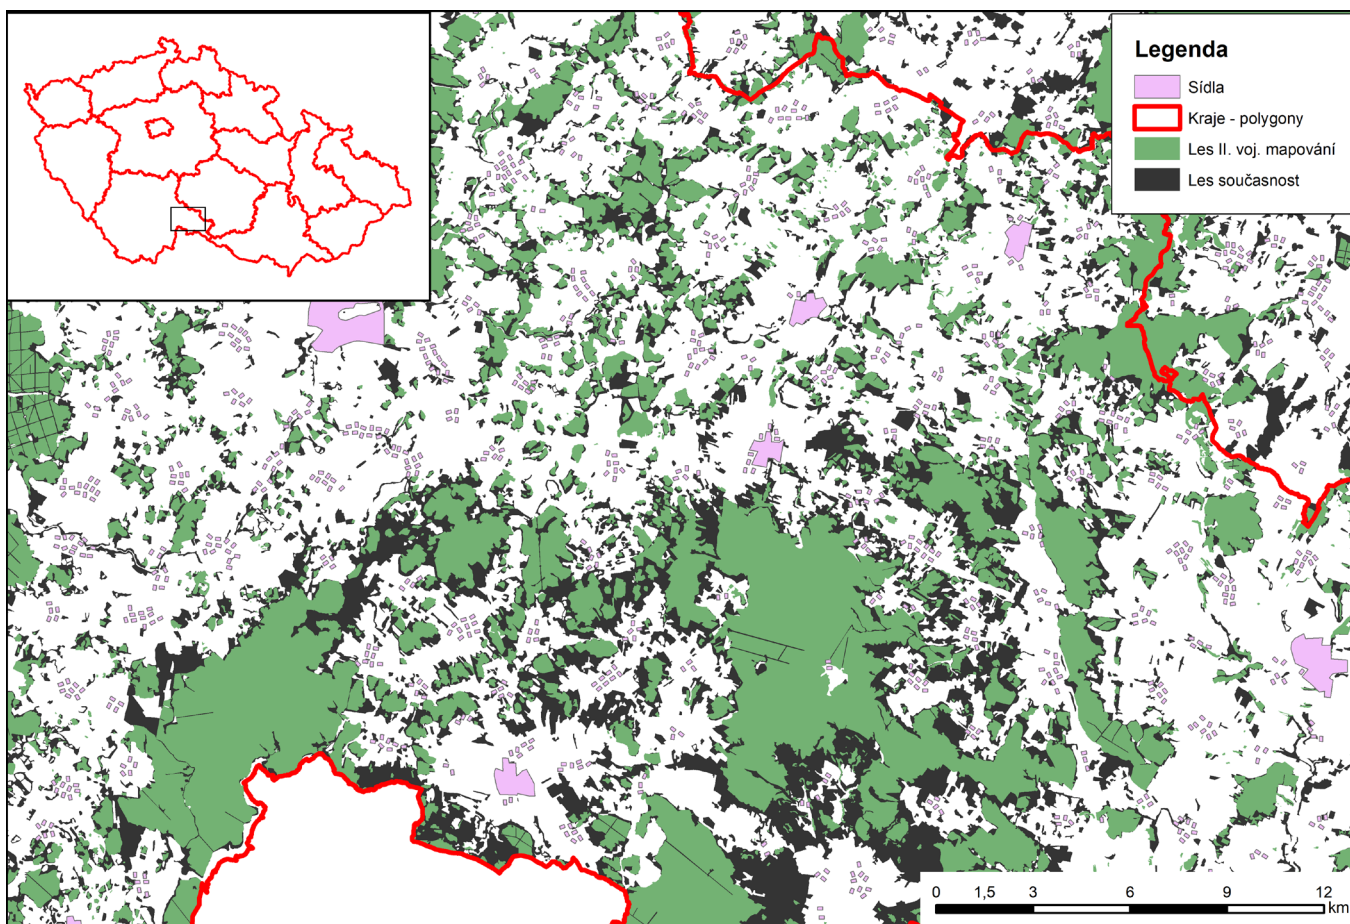 Legenda
Sídla
Kraje - polygony
Les II. voj. mapování
Les současnost
0 1,5 3 6 9 12
km